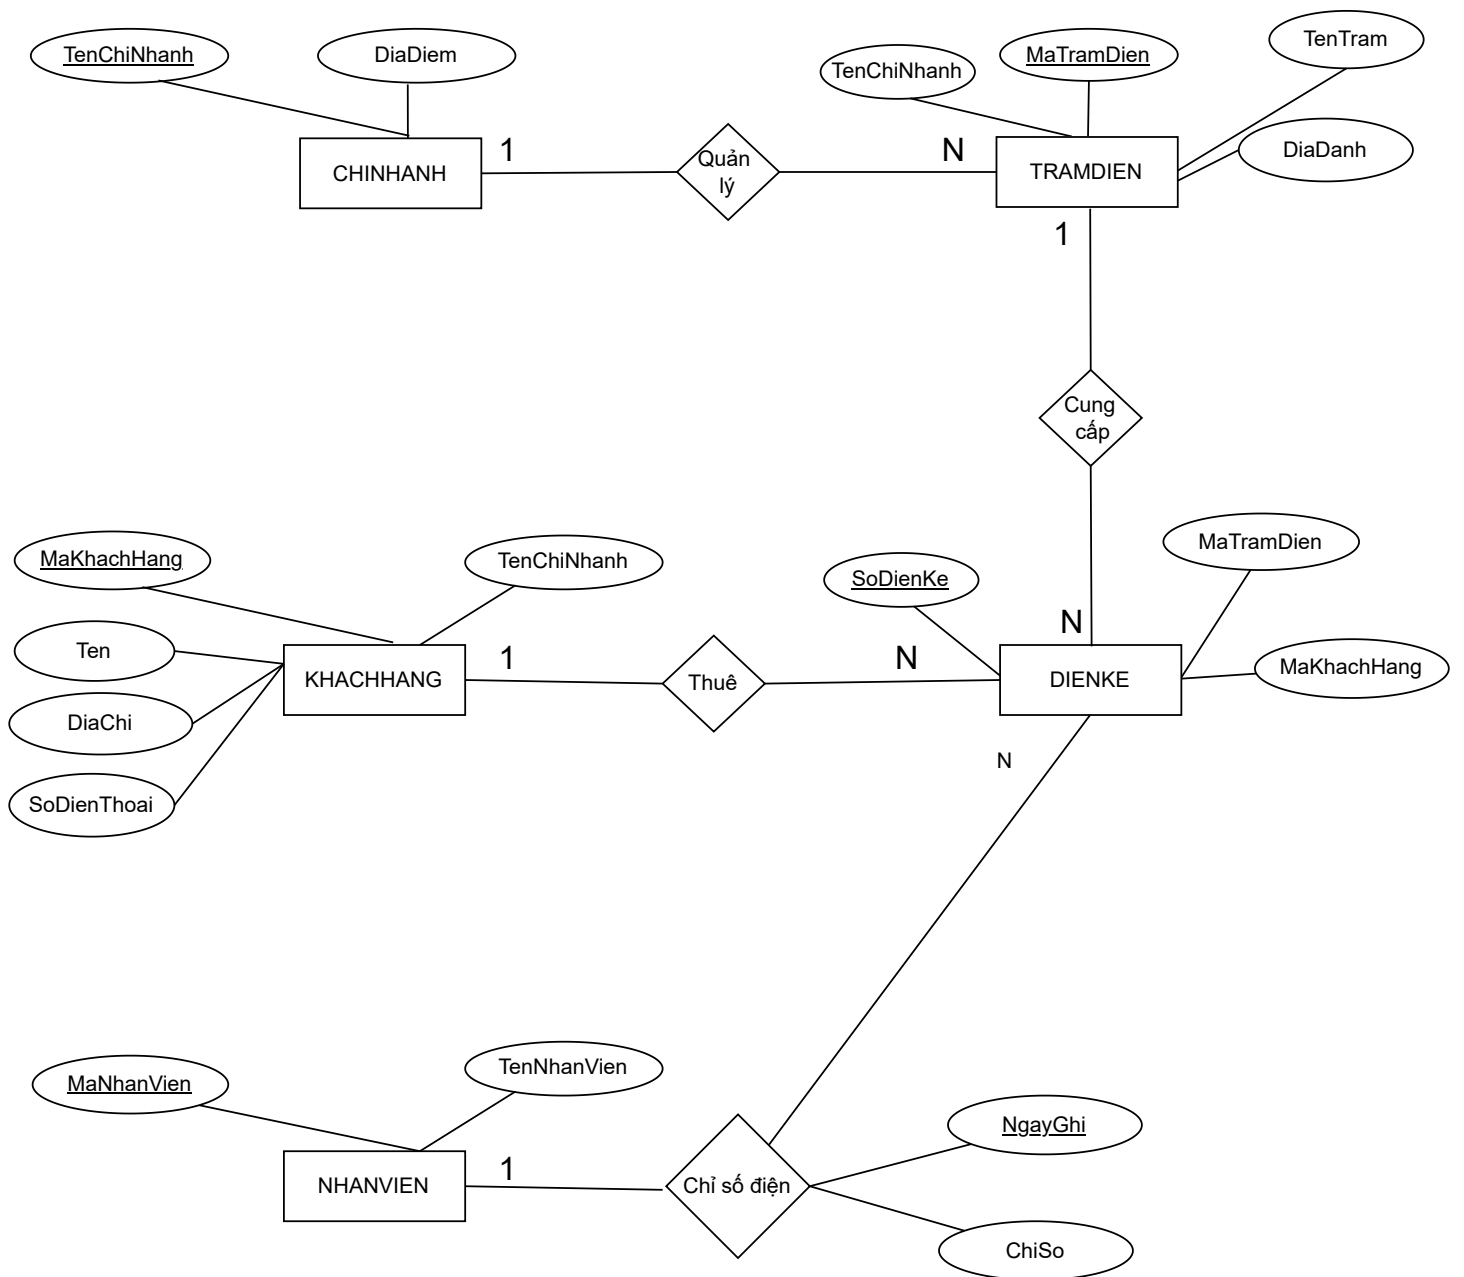 TenChiNhanh
DiaDiem
TenChiNhanh
MaTramDien
TenTram
DiaDanh
CHINHANH
1
Quản
lý
N
TRAMDIEN
1
Cung
cấp
MaKhachHang
TenChiNhanh
SoDienKe
MaTramDien
N
Ten
KHACHHANG
1
Thuê
N
DIENKE
MaKhachHang
DiaChi
SoDienThoai
N
MaNhanVien
TenNhanVien
NgayGhi
NHANVIEN
1
Chỉ số điện
ChiSo